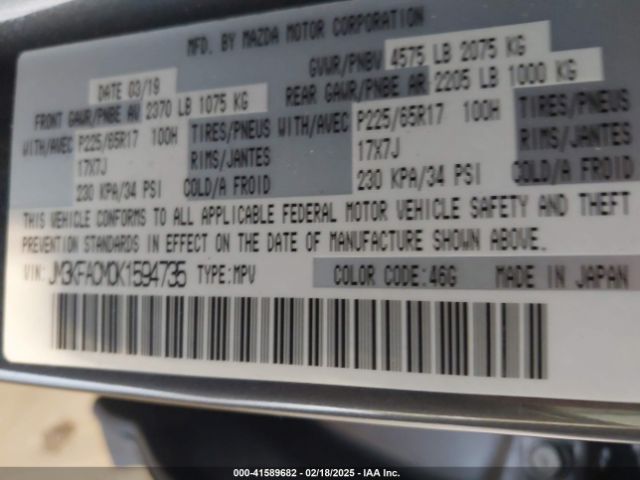 MFD. BY MAZDA MOTOR CORPORATION
DATE 03/19 GVWR/PNBV 4575 LB 2075 KG
FRONT GAWR/PNBE AV 2370 LB 1075 KG REAR GAWR/PNBE AR 2205 LB 1000 KG
WITH/AVEC P225/65R17 100H TIRES/PNEUS WITH/AVEC P225/65R17 100H TIRES/PNEUS
17X7J RIMS/JANTES 17X7J RIMS/JANTES
230 KPA/34 PSI COLD/A FROID 230 KPA/34 PSI COLD/A FROID
THIS VEHICLE CONFORMS TO ALL APPLICABLE FEDERAL MOTOR VEHICLE SAFETY AND THEFT
PREVENTION STANDARDS IN EFFECT ON THE DATE OF MANUFACTURE SHOWN ABOVE.
VIN: JM3KFACM0K1594735 TYPE:MPV COLOR CODE:46G MADE IN JAPAN
000-41589682 - 02/18/2025 - IAA Inc.